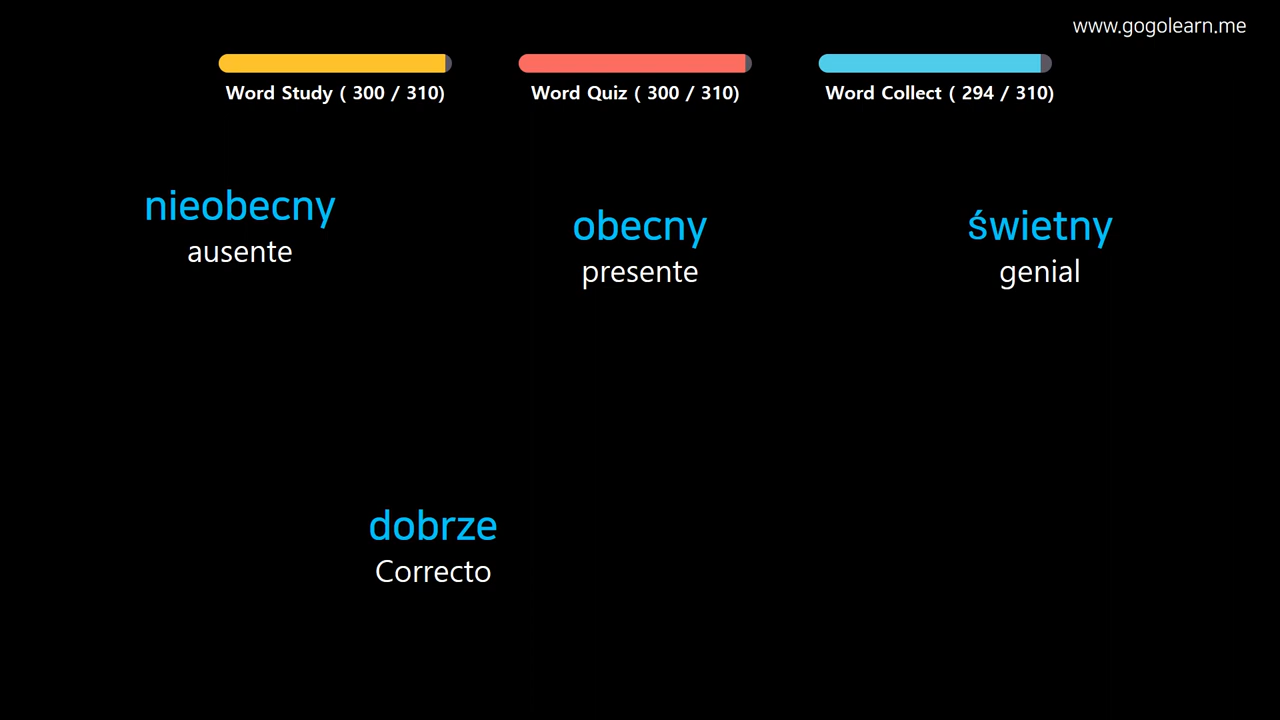 www.gogolearn.me
Word Study ( 300 / 310)
Word Quiz ( 300 / 310)
Word Collect ( 294 / 310)
nieobecny
ausente
obecny
presente
świetny
genial
dobrze
Correcto